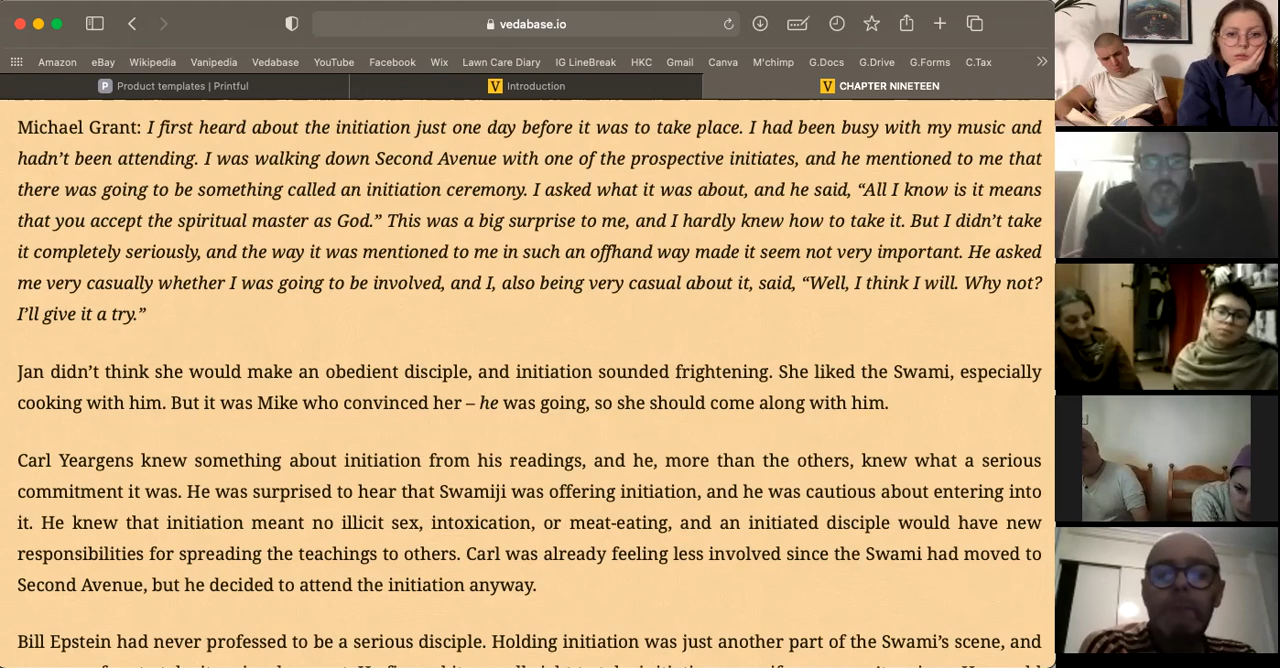 vedabase.io
Amazon eBay Wikipedia Vanipedia Vedabase YouTube Facebook Wix Lawn Care Diary IG LineBreak HKC Gmail Canva M'chimp G.Docs G.Drive G.Forms C.Tax
P Product templates | Printful V Introduction V CHAPTER NINETEEN
Michael Grant: I first heard about the initiation just one day before it was to take place. I had been busy with my music and
hadn’t been attending. I was walking down Second Avenue with one of the prospective initiates, and he mentioned to me that
there was going to be something called an initiation ceremony. I asked what it was about, and he said, “All I know is it means
that you accept the spiritual master as God.” This was a big surprise to me, and I hardly knew how to take it. But I didn’t take
it completely seriously, and the way it was mentioned to me in such an offhand way made it seem not very important. He asked
me very casually whether I was going to be involved, and I, also being very casual about it, said, “Well, I think I will. Why not?
I’ll give it a try.”
Jan didn’t think she would make an obedient disciple, and initiation sounded frightening. She liked the Swami, especially
cooking with him. But it was Mike who convinced her – he was going, so she should come along with him.
Carl Yeargens knew something about initiation from his readings, and he, more than the others, knew what a serious
commitment it was. He was surprised to hear that Swamiji was offering initiation, and he was cautious about entering into
it. He knew that initiation meant no illicit sex, intoxication, or meat-eating, and an initiated disciple would have new
responsibilities for spreading the teachings to others. Carl was already feeling less involved since the Swami had moved to
Second Avenue, but he decided to attend the initiation anyway.
Bill Epstein had never professed to be a serious disciple. Holding initiation was just another part of the Swami’s scene, and